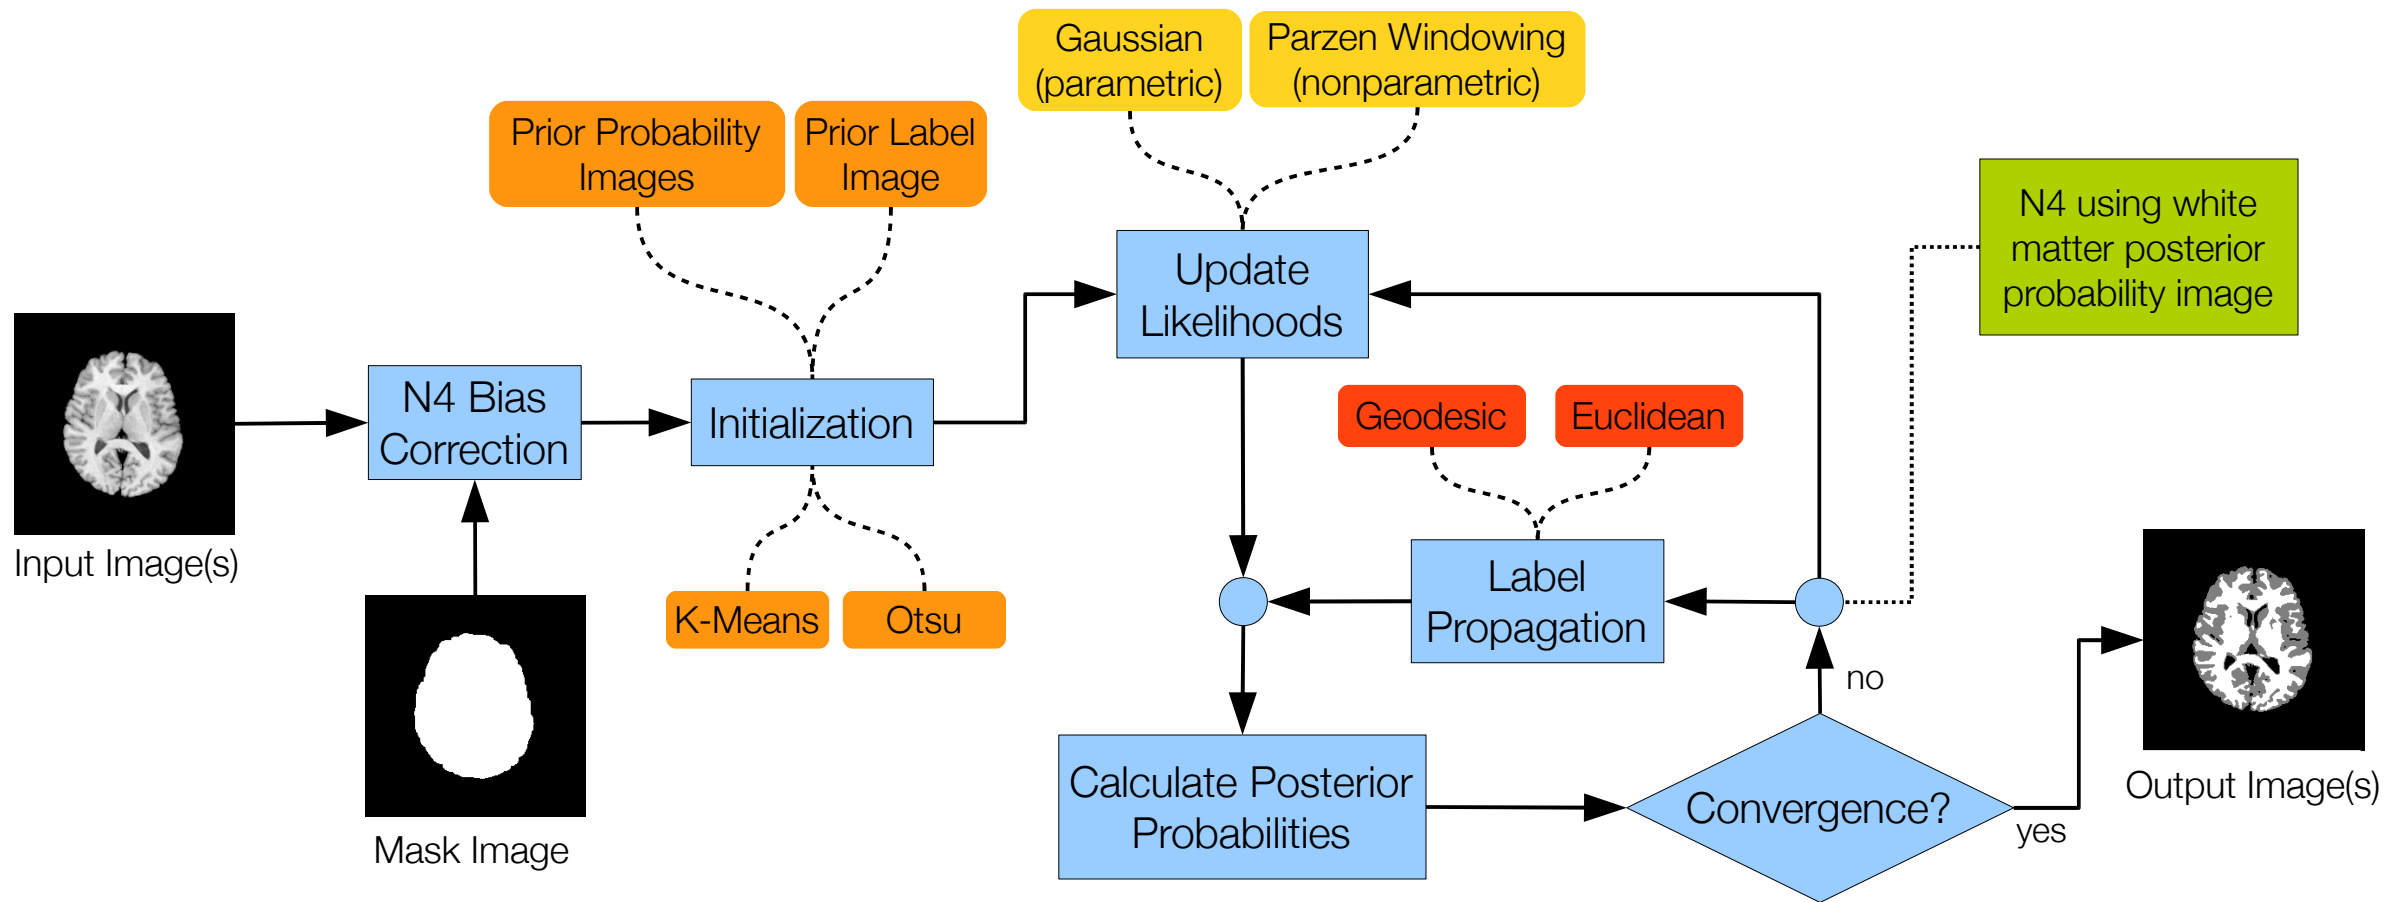 Gaussian
(parametric)
Parzen Windowing
(nonparametric)
Prior Probability
Images
Prior Label
Image
N4 using white
matter posterior
probability image
Update
Likelihoods
N4 Bias
Correction
Initialization
Geodesic
Euclidean
Input Image(s)
K-Means
Otsu
Label
Propagation
no
Mask Image
Calculate Posterior
Probabilities
Convergence?
yes
Output Image(s)